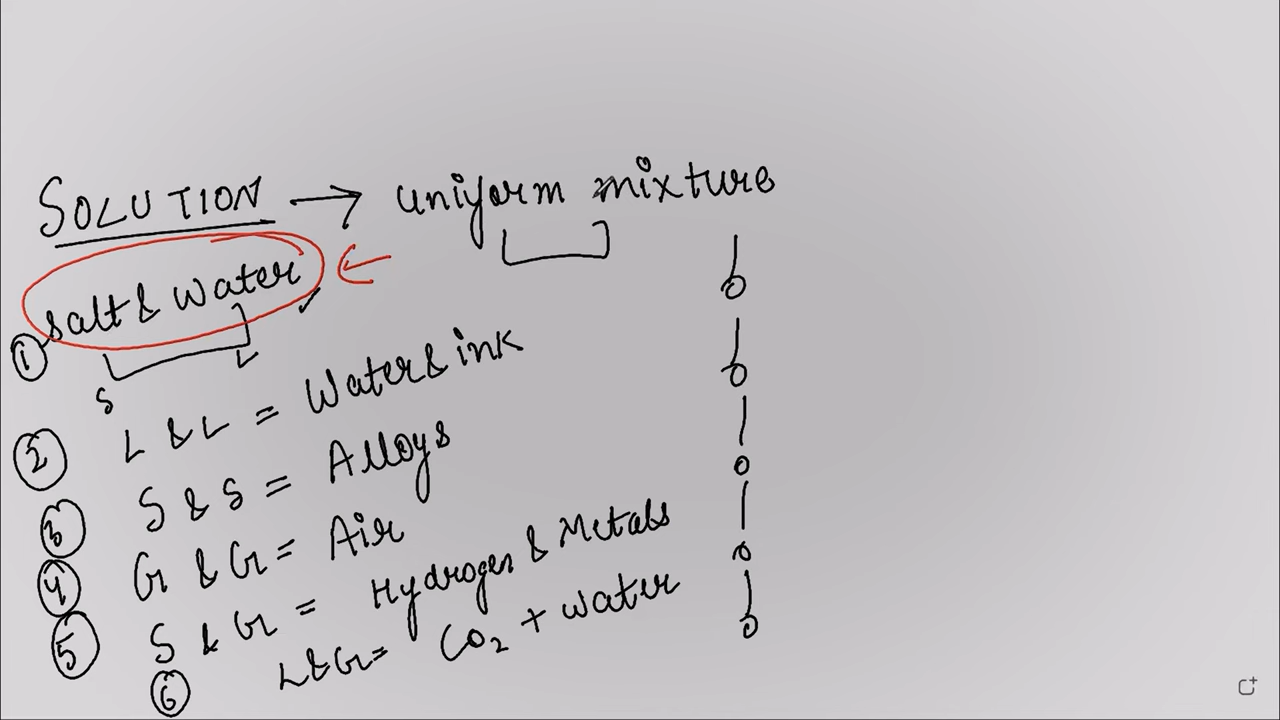 SOLUTION → uniform mixture
① Salt & Water
S L
② L & L = Water & ink
③ S & S = Alloys
④ G & G = Air
⑤ S & G = Hydrogen & Metals
⑥ L & G = CO₂ + water